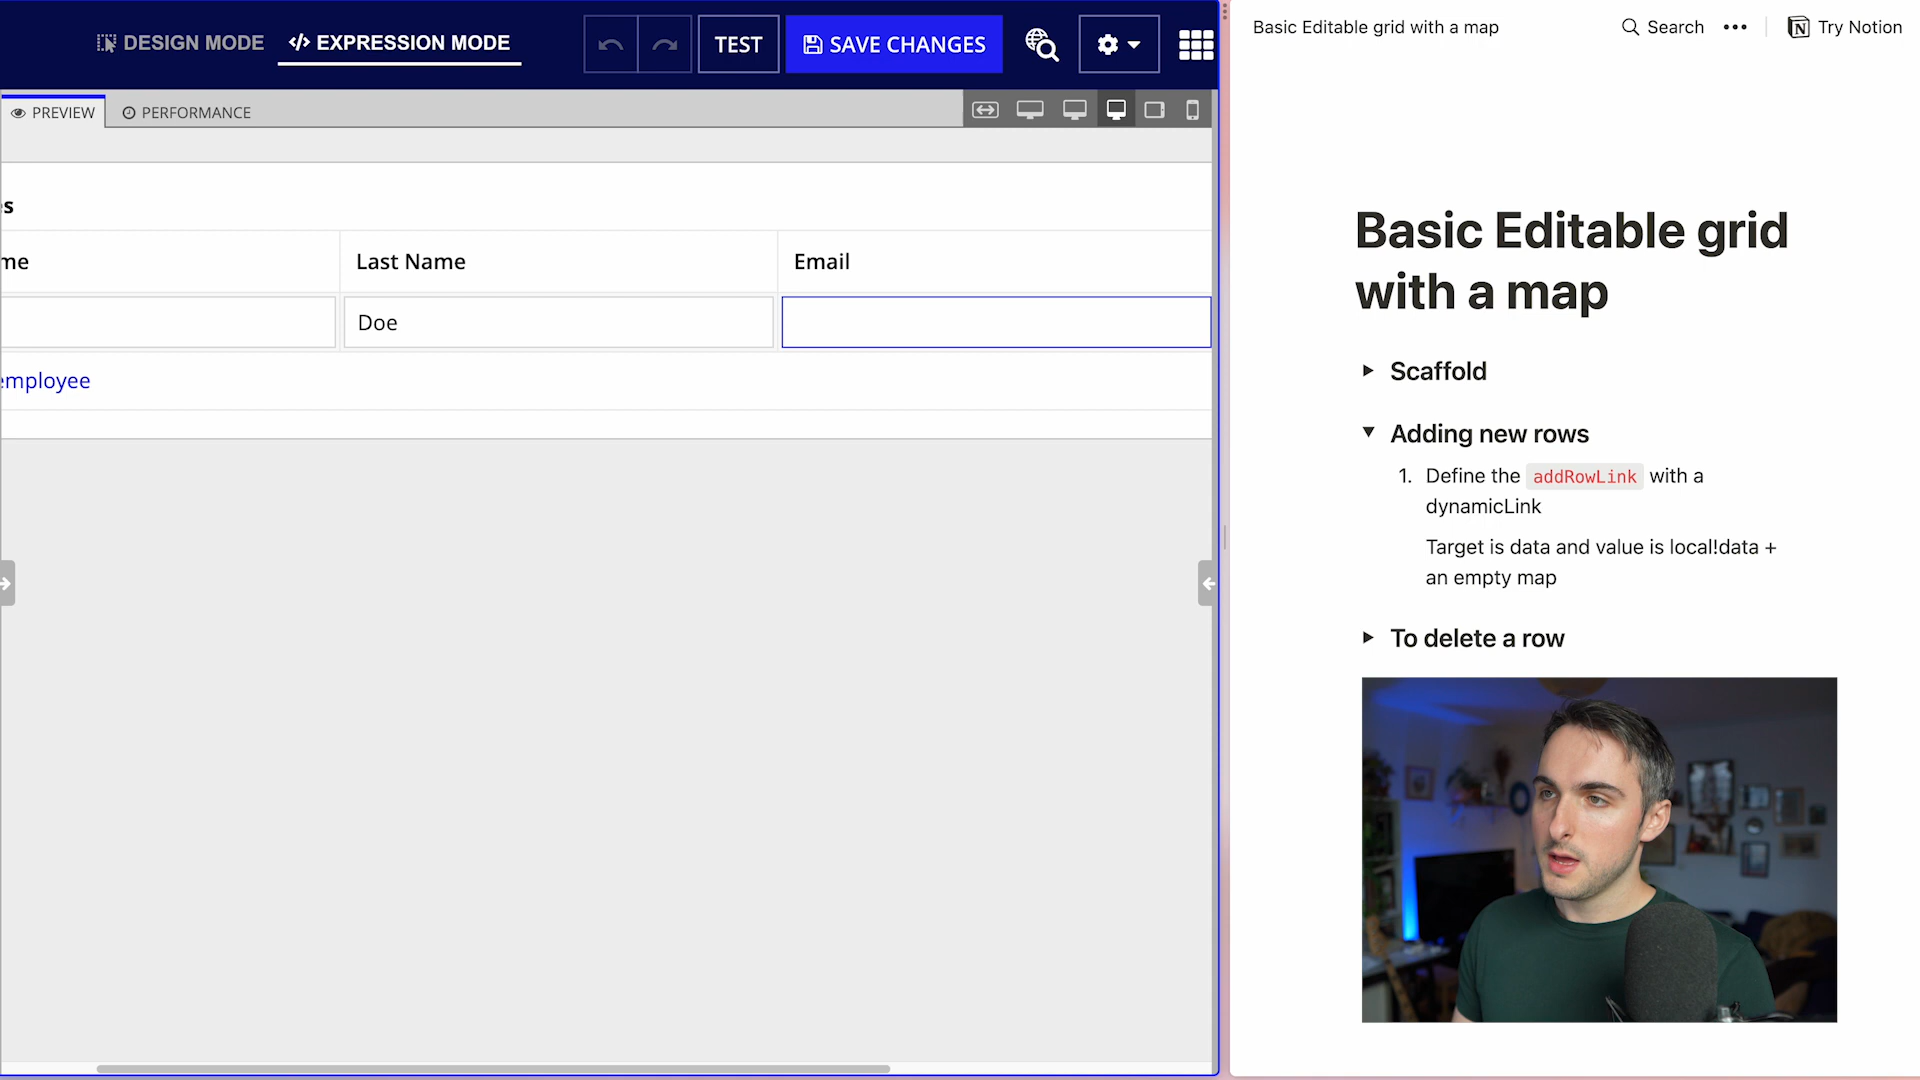 DESIGN MODE
EXPRESSION MODE
TEST
SAVE CHANGES
PREVIEW
PERFORMANCE
s
me
Last Name
Email
Doe
employee
Basic Editable grid with a map
Search
Try Notion
Basic Editable grid
with a map
Scaffold
Adding new rows
1. Define the addRowLink with a
dynamicLink
Target is data and value is local!data +
an empty map
To delete a row